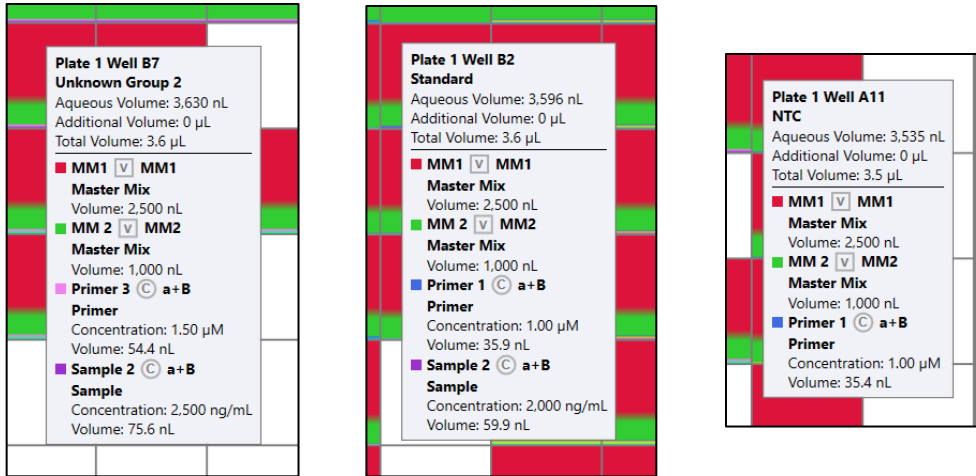 Plate 1 Well B7
Unknown Group 2
Aqueous Volume: 3,630 nL
Additional Volume: 0 µL
Total Volume: 3.6 µL
MM1 V MM1
Master Mix
Volume: 2,500 nL
MM 2 V MM2
Master Mix
Volume: 1,000 nL
Primer 3 C a+B
Primer
Concentration: 1.50 µM
Volume: 54.4 nL
Sample 2 C a+B
Sample
Concentration: 2,500 ng/mL
Volume: 75.6 nL
Plate 1 Well B2
Standard
Aqueous Volume: 3,596 nL
Additional Volume: 0 µL
Total Volume: 3.6 µL
MM1 V MM1
Master Mix
Volume: 2,500 nL
MM 2 V MM2
Master Mix
Volume: 1,000 nL
Primer 1 C a+B
Primer
Concentration: 1.00 µM
Volume: 35.9 nL
Sample 2 C a+B
Sample
Concentration: 2,000 ng/mL
Volume: 59.9 nL
Plate 1 Well A11
NTC
Aqueous Volume: 3,535 nL
Additional Volume: 0 µL
Total Volume: 3.5 µL
MM1 V MM1
Master Mix
Volume: 2,500 nL
MM 2 V MM2
Master Mix
Volume: 1,000 nL
Primer 1 C a+B
Primer
Concentration: 1.00 µM
Volume: 35.4 nL